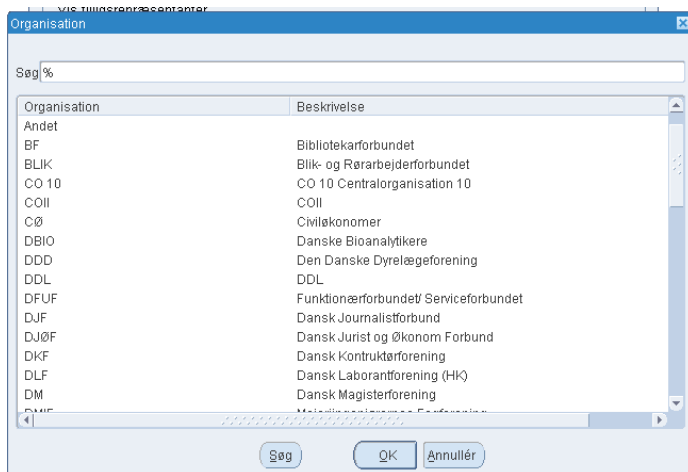 Vis tillidsrepræsentanter
Organisation
Søg %
Organisation Beskrivelse
Andet
BF Bibliotekarforbundet
BLIK Blik- og Rørarbejderforbundet
CO 10 CO 10 Centralorganisation 10
COII COII
CØ Civiløkonomer
DBIO Danske Bioanalytikere
DDD Den Danske Dyrelægeforening
DDL DDL
DFUF Funktionærforbundet/ Serviceforbundet
DJF Dansk Journalistforbund
DJØF Dansk Jurist og Økonom Forbund
DKF Dansk Kontruktørforening
DLF Dansk Laborantforening (HK)
DM Dansk Magisterforening
Søg OK Annullér